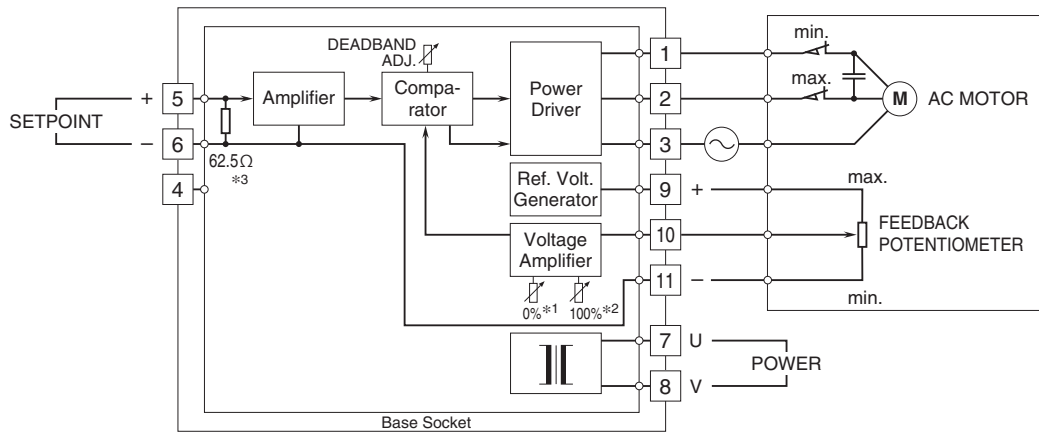 DEADBAND
ADJ.
Amplifier
Compa-
rator
Power
Driver
1
2
3
min.
max.
M
AC MOTOR
SETPOINT
+
5
−
6
4
62.5Ω
*3
Ref. Volt.
Generator
9
+
max.
Voltage
Amplifier
10
FEEDBACK
POTENTIOMETER
11
−
min.
0%*1
100%*2
7
U
POWER
8
V
Base Socket